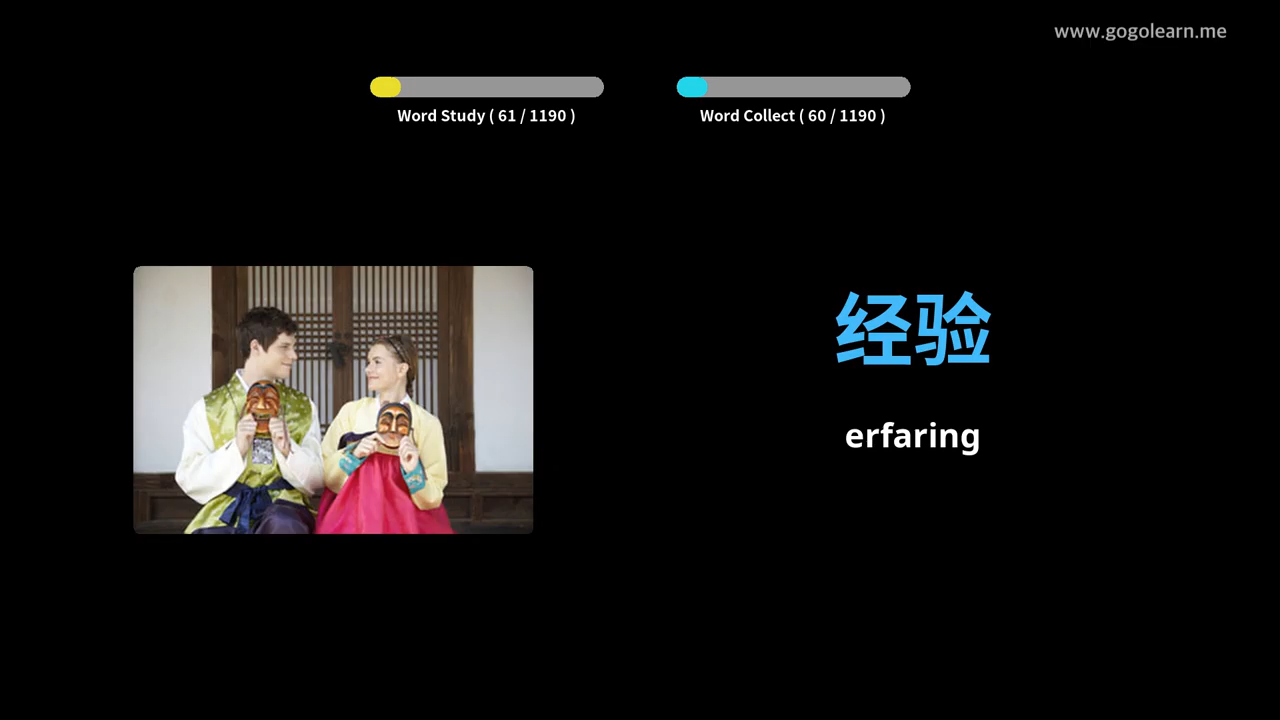 www.gogolearn.me
Word Study ( 61 / 1190 )
Word Collect ( 60 / 1190 )
经验
erfaring